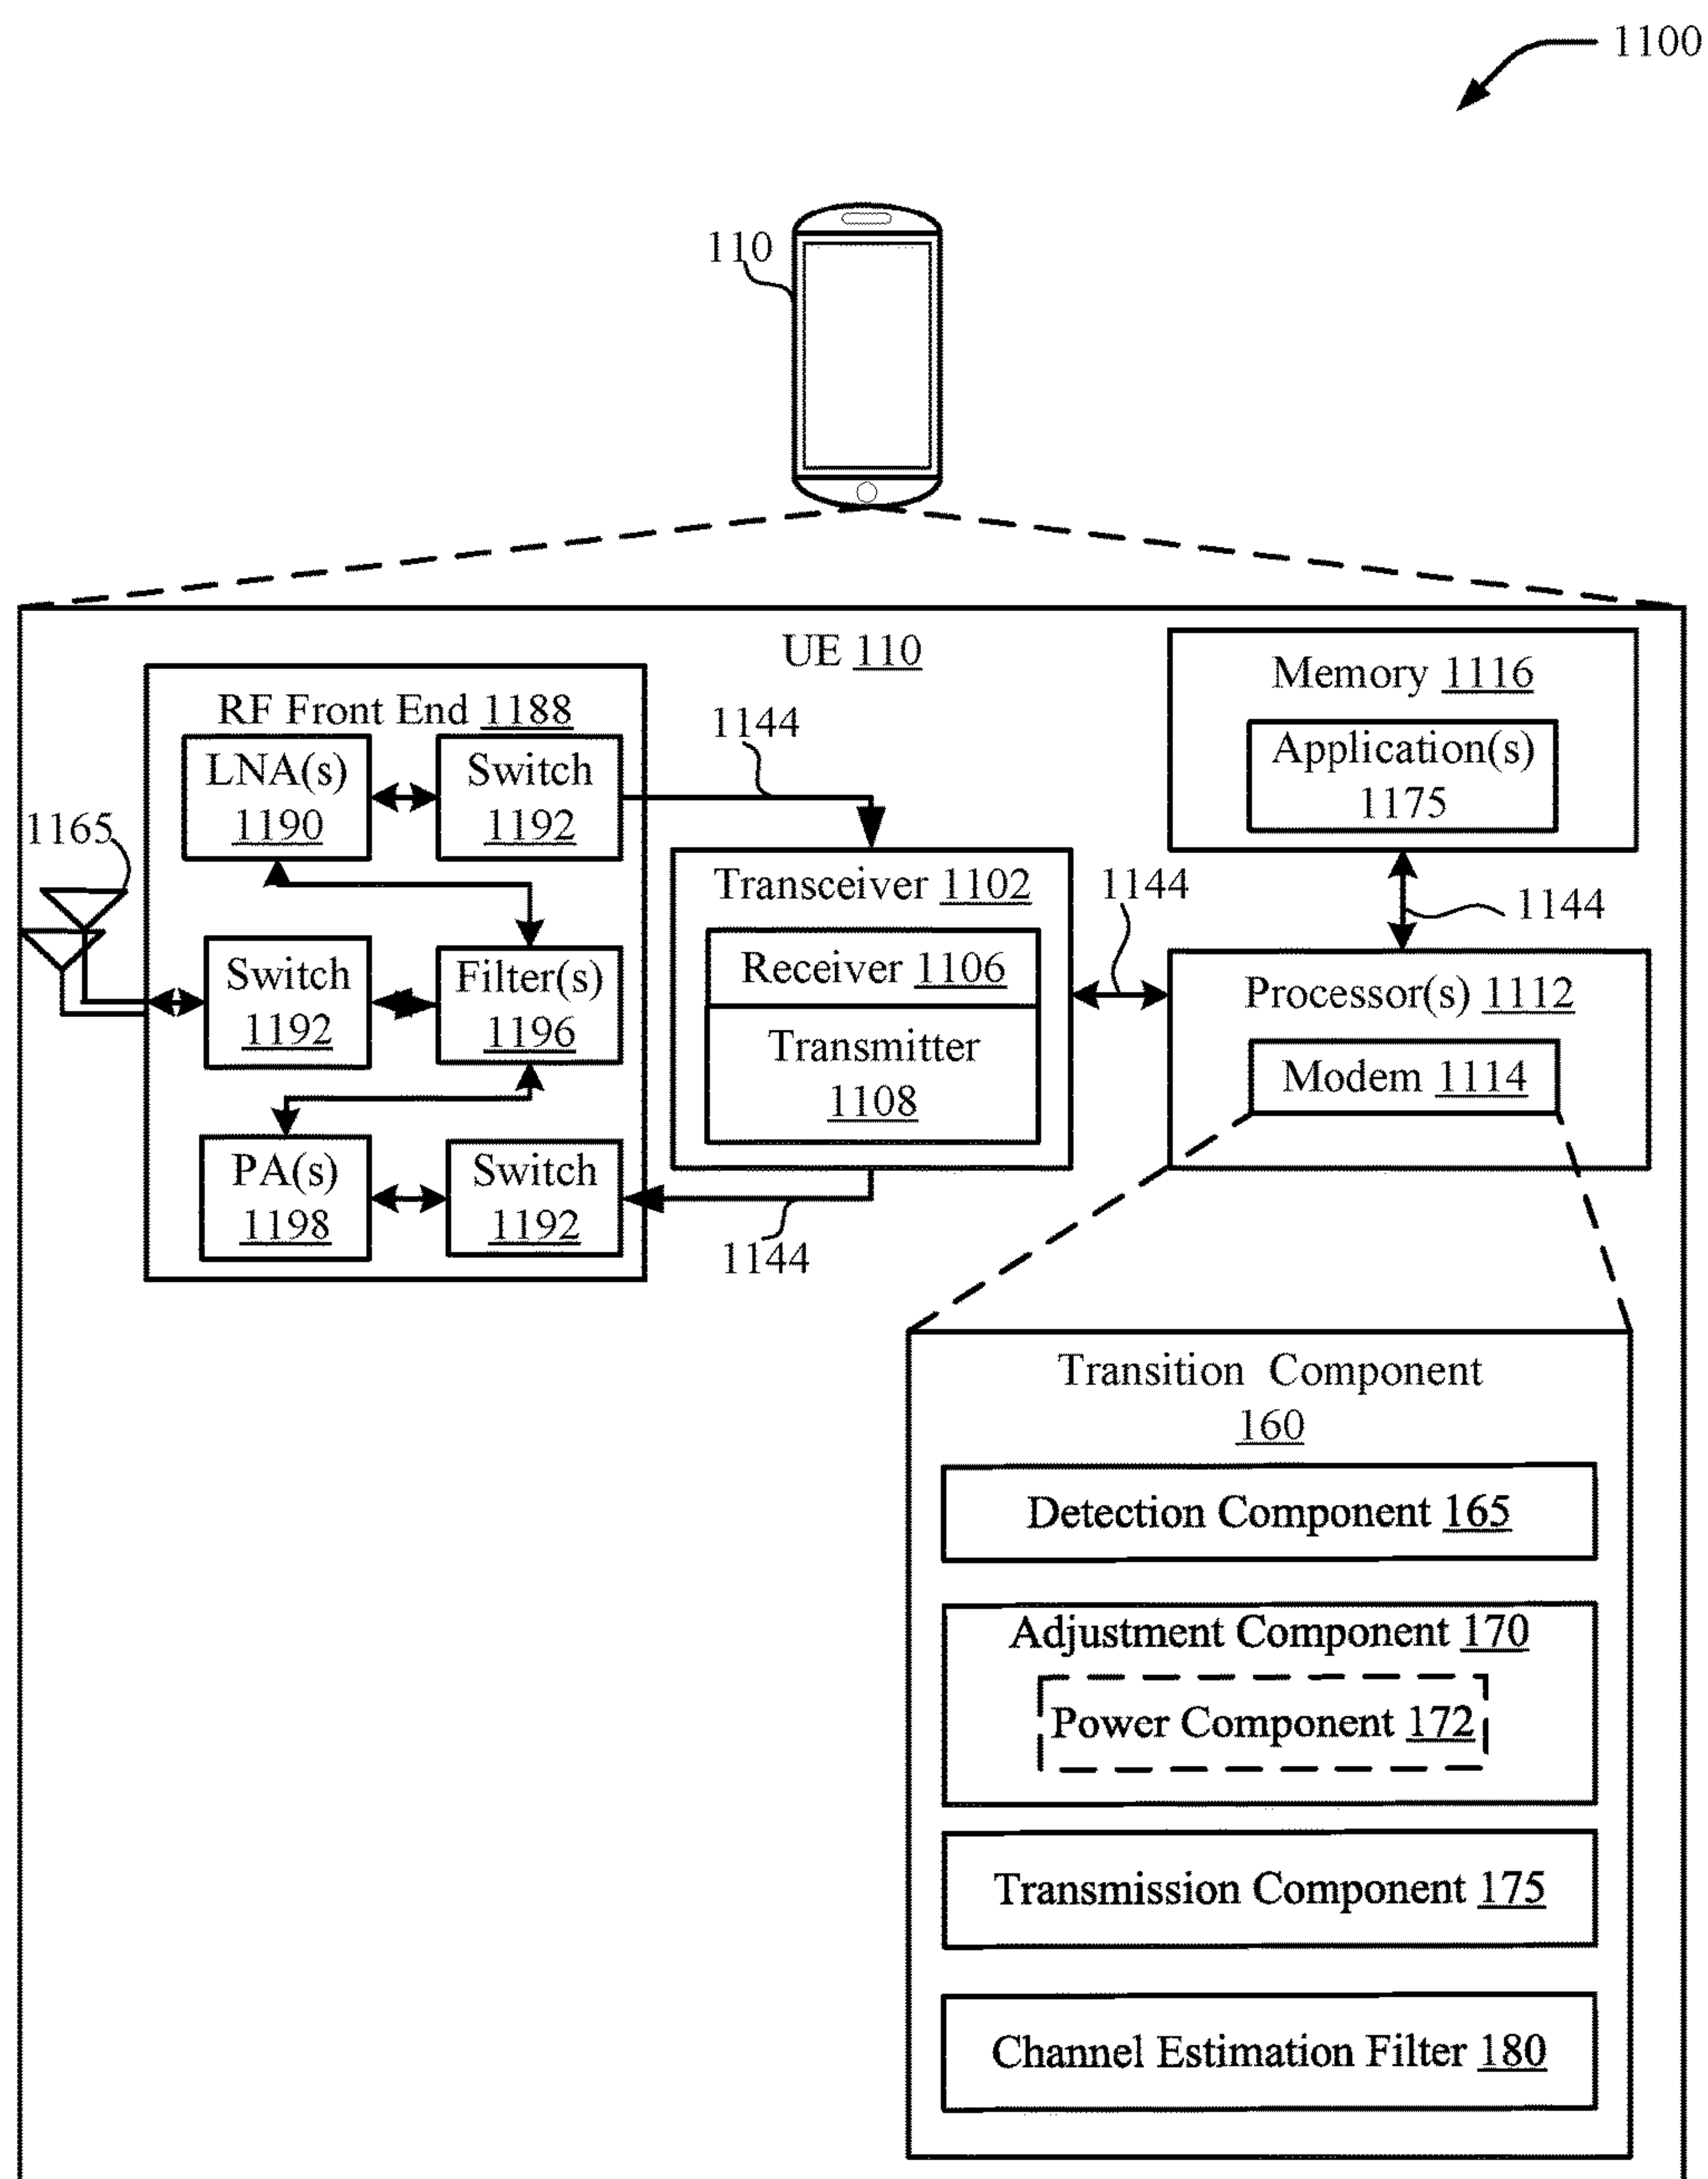 1100
110
UE 110
RF Front End 1188
LNA(s)
1190
Switch
1192
1144
1165
Switch
1192
Filter(s)
1196
PA(s)
1198
Switch
1192
1144
Transceiver 1102
Receiver 1106
Transmitter
1108
1144
Memory 1116
Application(s)
1175
1144
Processor(s) 1112
Modem 1114
Transition Component
160
Detection Component 165
Adjustment Component 170
Power Component 172
Transmission Component 175
Channel Estimation Filter 180